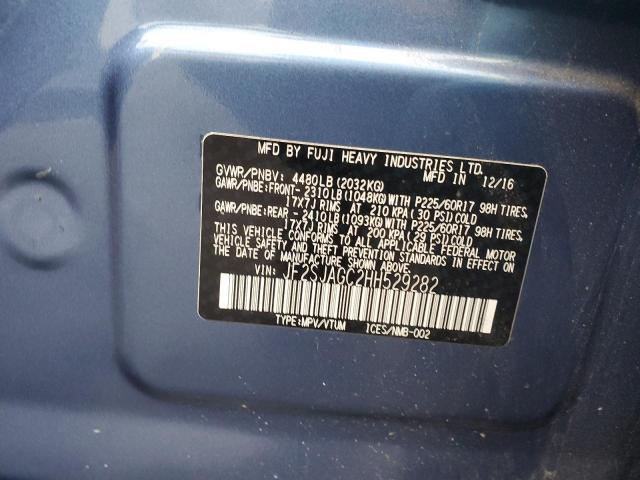 MFD BY FUJI HEAVY INDUSTRIES LTD.
GVWR/PNBV: 4480LB (2032KG) MFD IN 12/16
GAWR/PNBE:FRONT- 2310LB (1048KG) WITH P225/60R17 98H TIRES,
17X7J RIMS AT 210 KPA ( 30 PSI) COLD
GAWR/PNBE:REAR - 2410LB (1093KG) WITH P225/60R17 98H TIRES,
17X7J RIMS AT 200 KPA ( 29 PSI) COLD
THIS VEHICLE CONFORMS TO ALL APPLICABLE FEDERAL MOTOR
VEHICLE SAFETY AND THEFT PREVENTION STANDARDS IN EFFECT ON
THE DATE OF MANUFACTURE SHOWN ABOVE.
VIN: JF2SJAGC2HH529282
TYPE:MPV/VTUM ICES/NMB-002